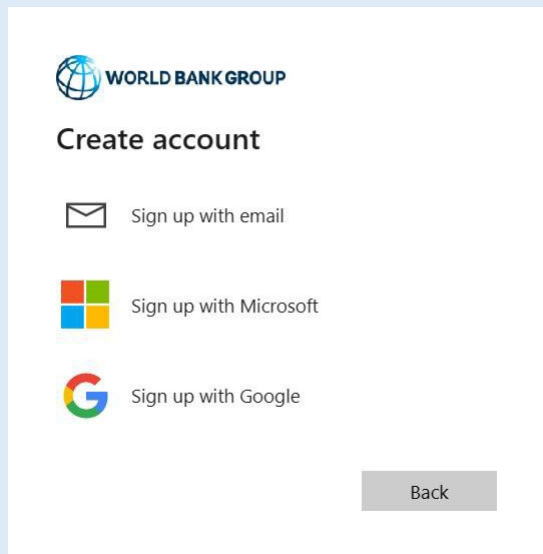 WORLD BANK GROUP
Create account
Sign up with email
Sign up with Microsoft
Sign up with Google
Back